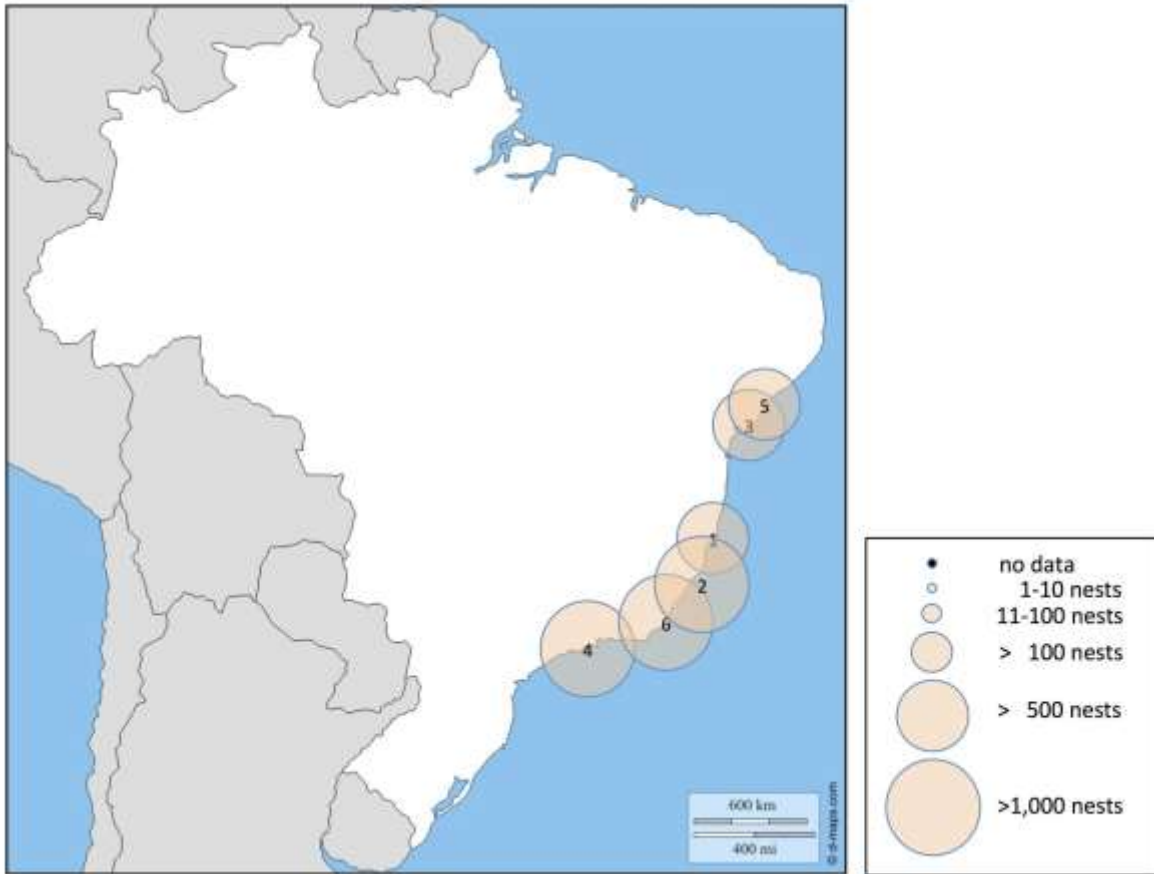 5
3
1
2
6
4
600 km
400 mi
© d-maps.com
no data
1-10 nests
11-100 nests
> 100 nests
> 500 nests
>1,000 nests